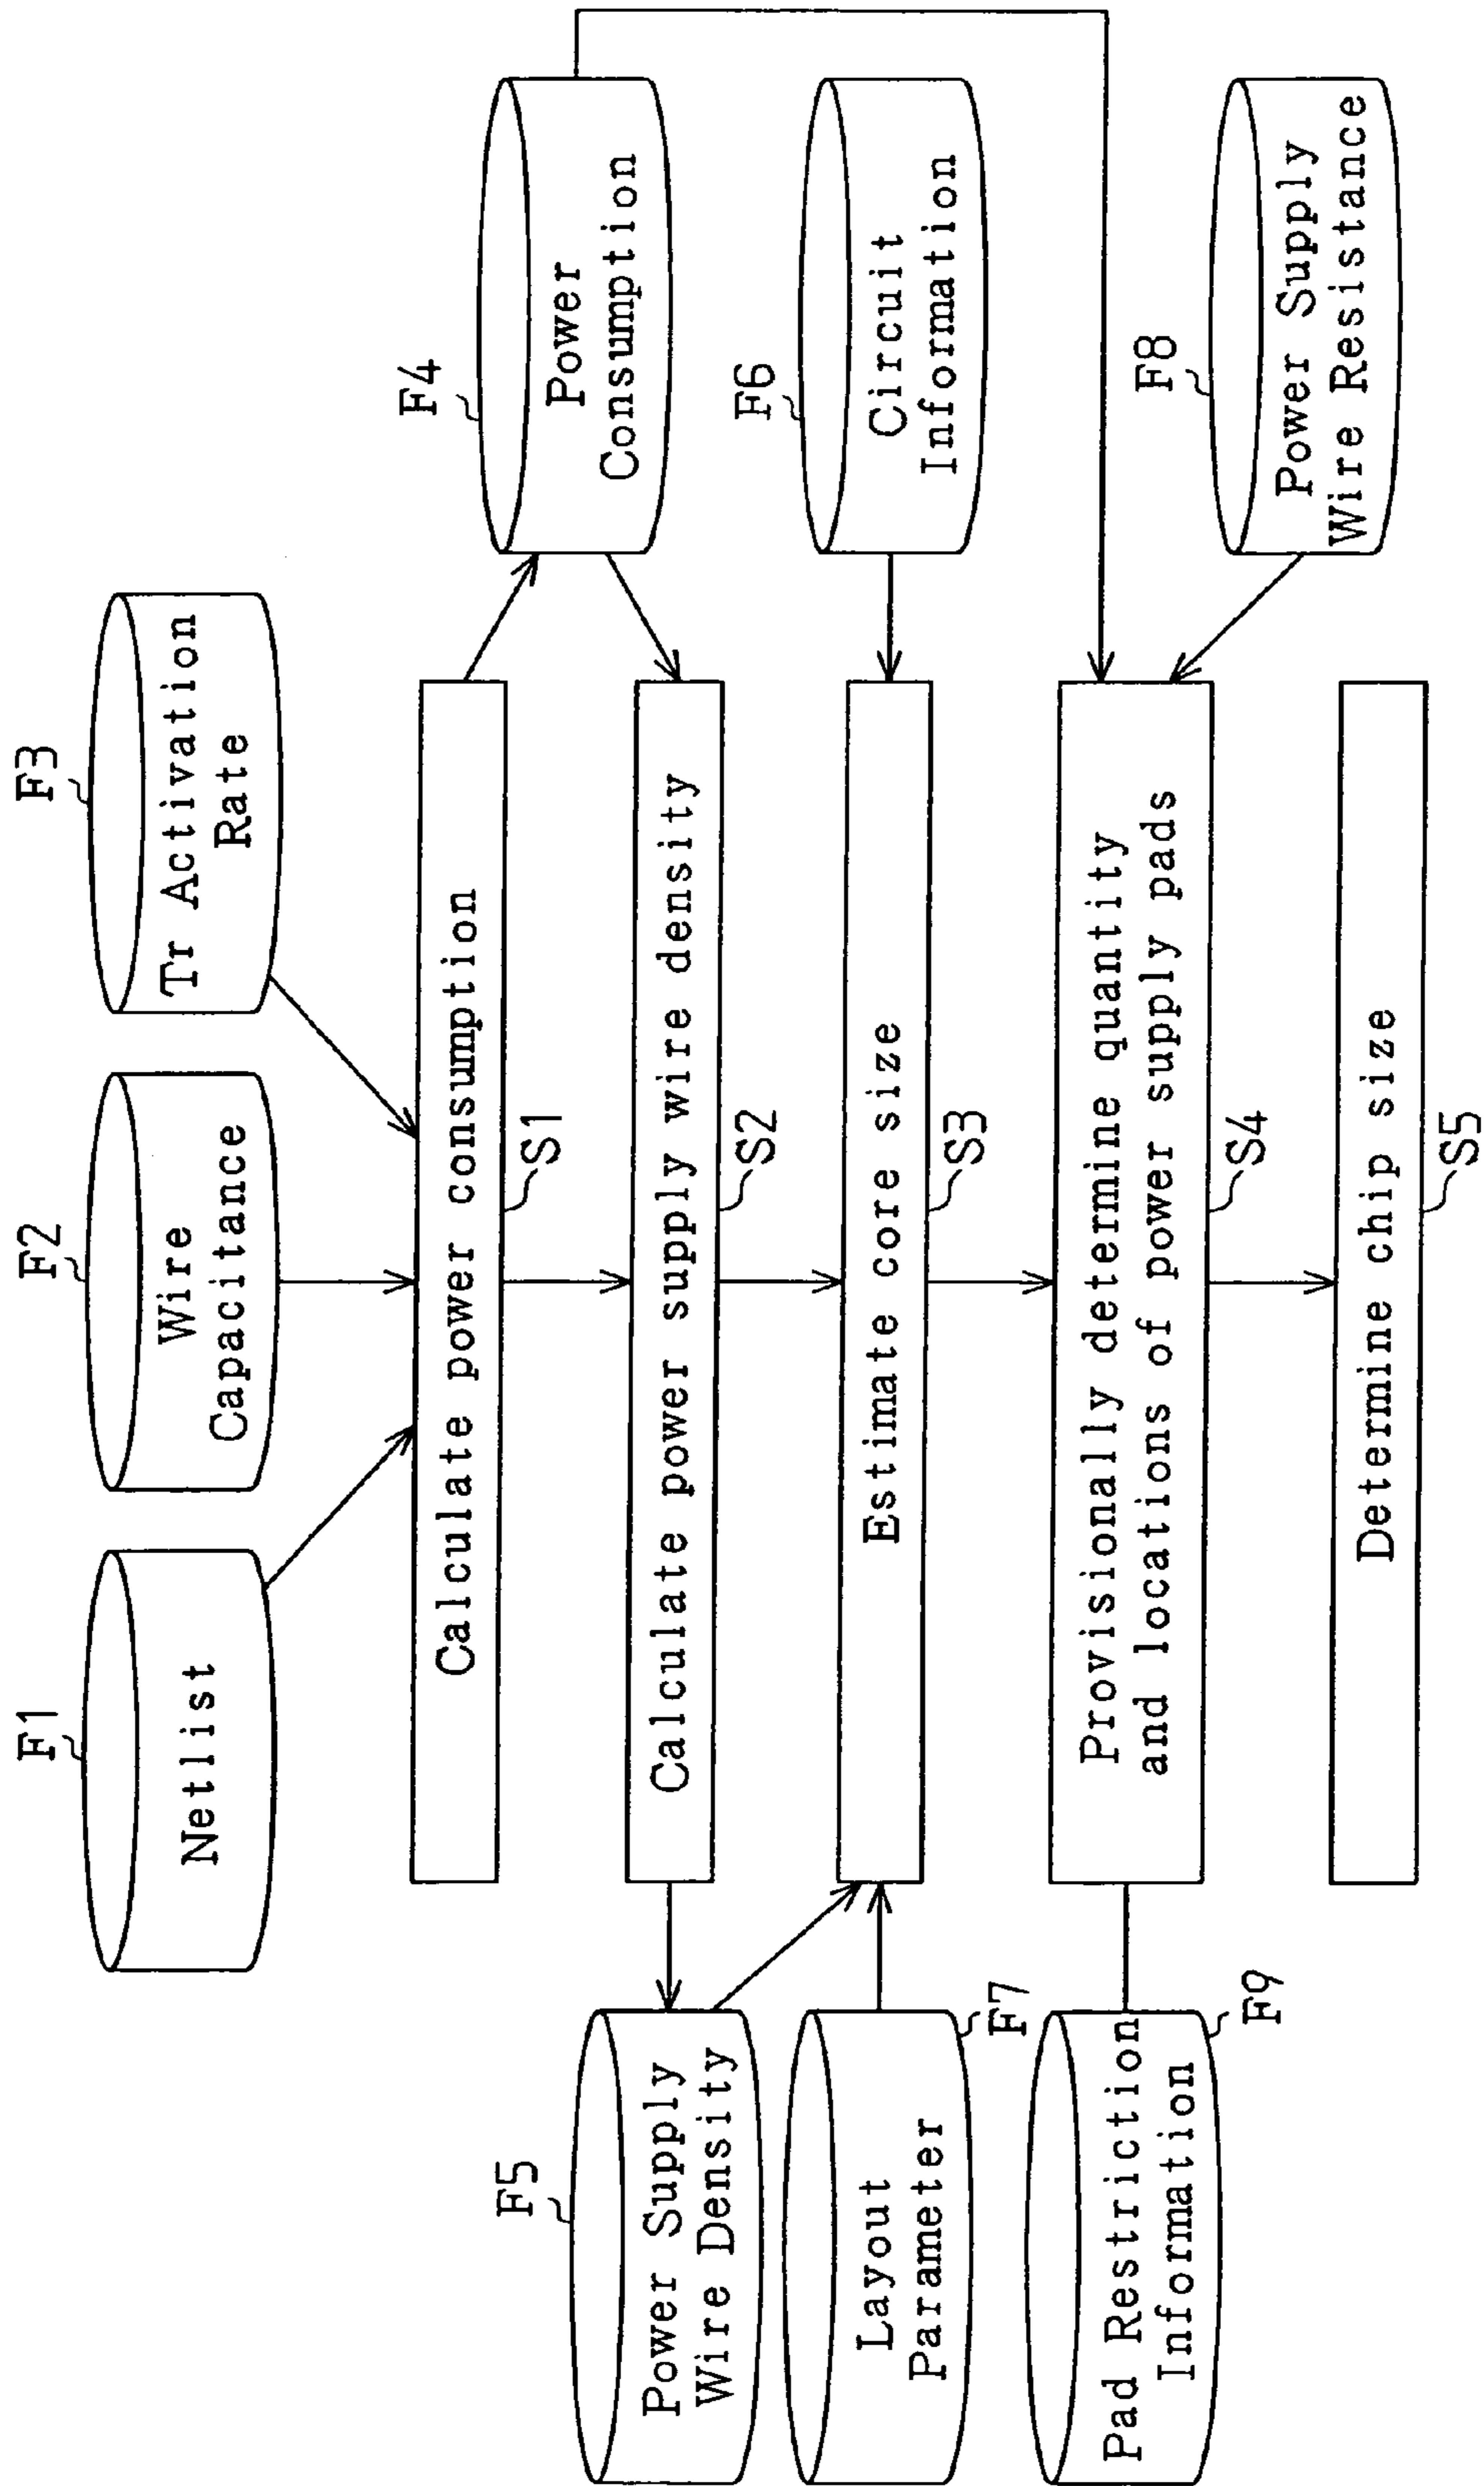 F1
Netlist
F2
Wire
Capacitance
F3
Tr Activation
Rate
Calculate power consumption
S1
F4
Power
Consumption
Calculate power supply wire density
S2
F5
Power Supply
Wire Density
F6
Circuit
Information
Estimate core size
S3
Layout
Parameter
F7
Provisionally determine quantity
and locations of power supply pads
S4
F8
Power Supply
Wire Resistance
Pad Restriction
Information
F9
Determine chip size
S5